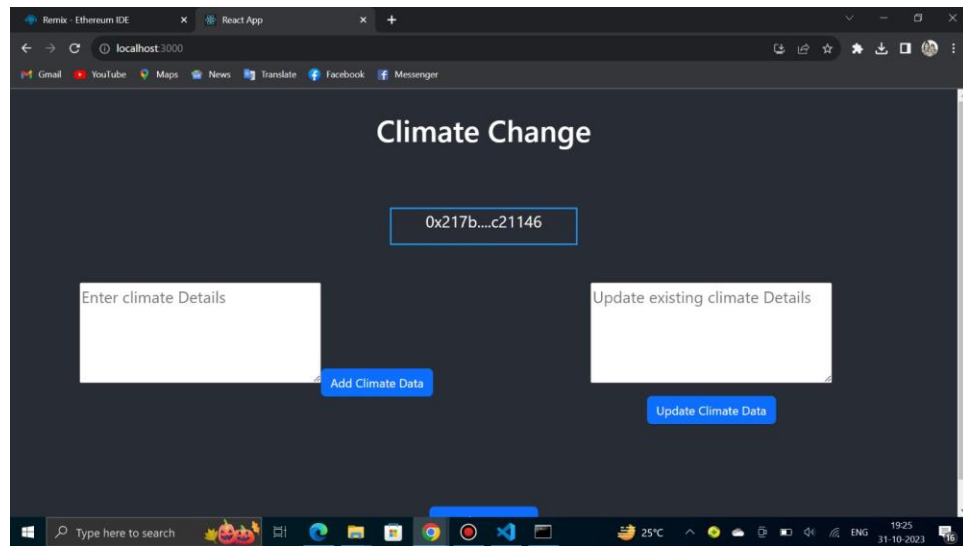 Remix - Ethereum IDE
React App
localhost:3000
Gmail YouTube Maps News Translate Facebook Messenger
Climate Change
0x217b....c21146
Enter climate Details
Update existing climate Details
Add Climate Data
Update Climate Data
Type here to search
25°C
ENG
19:25
31-10-2023
16